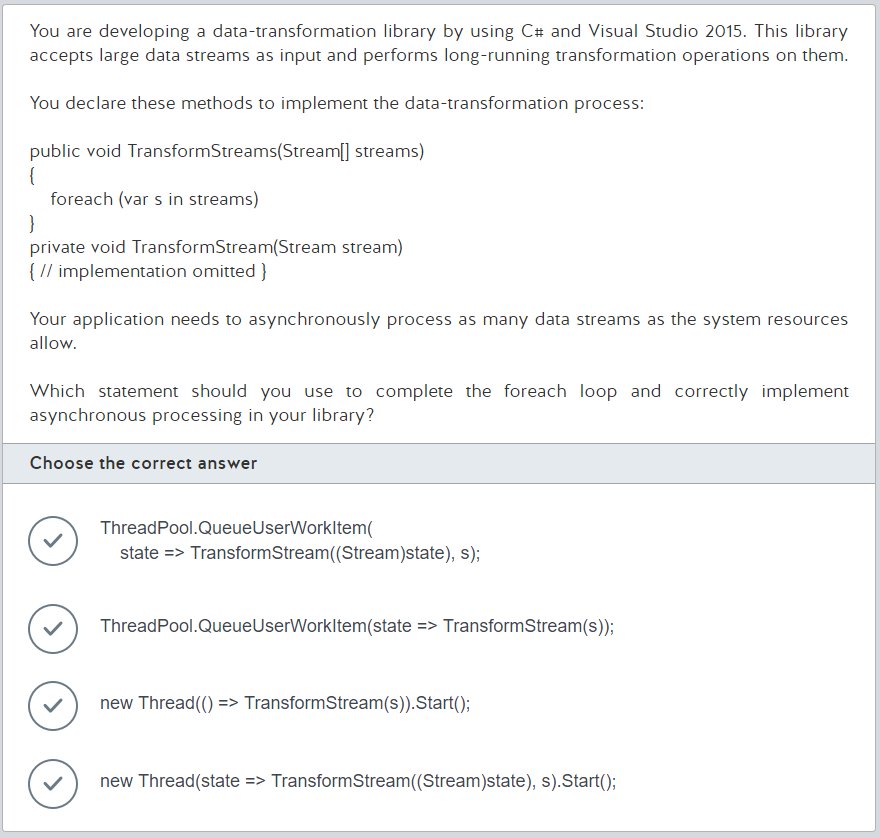 You are developing a data-transformation library by using C# and Visual Studio 2015. This library
accepts large data streams as input and performs long-running transformation operations on them.
You declare these methods to implement the data-transformation process:
public void TransformStreams(Stream[] streams)
{
foreach (var s in streams)
}
private void TransformStream(Stream stream)
{ // implementation omitted }
Your application needs to asynchronously process as many data streams as the system resources
allow.
Which statement should you use to complete the foreach loop and correctly implement
asynchronous processing in your library?
Choose the correct answer
ThreadPool.QueueUserWorkItem(
state => TransformStream((Stream)state), s);
ThreadPool.QueueUserWorkItem(state => TransformStream(s));
new Thread(() => TransformStream(s)).Start();
new Thread(state => TransformStream((Stream)state), s).Start();